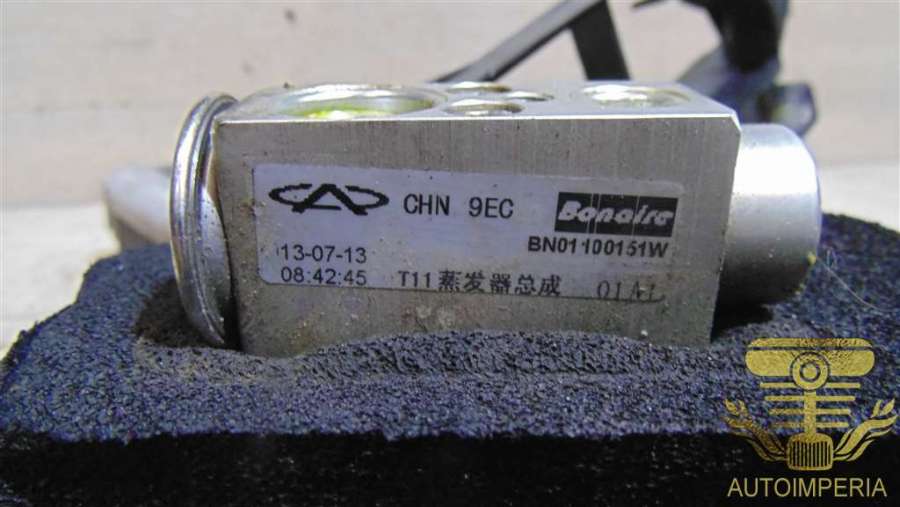 CHN 9EC Bonaire
BN01100151W
13-07-13
08:42:45 T11蒸发器总成 01AL
AUTOIMPERIA